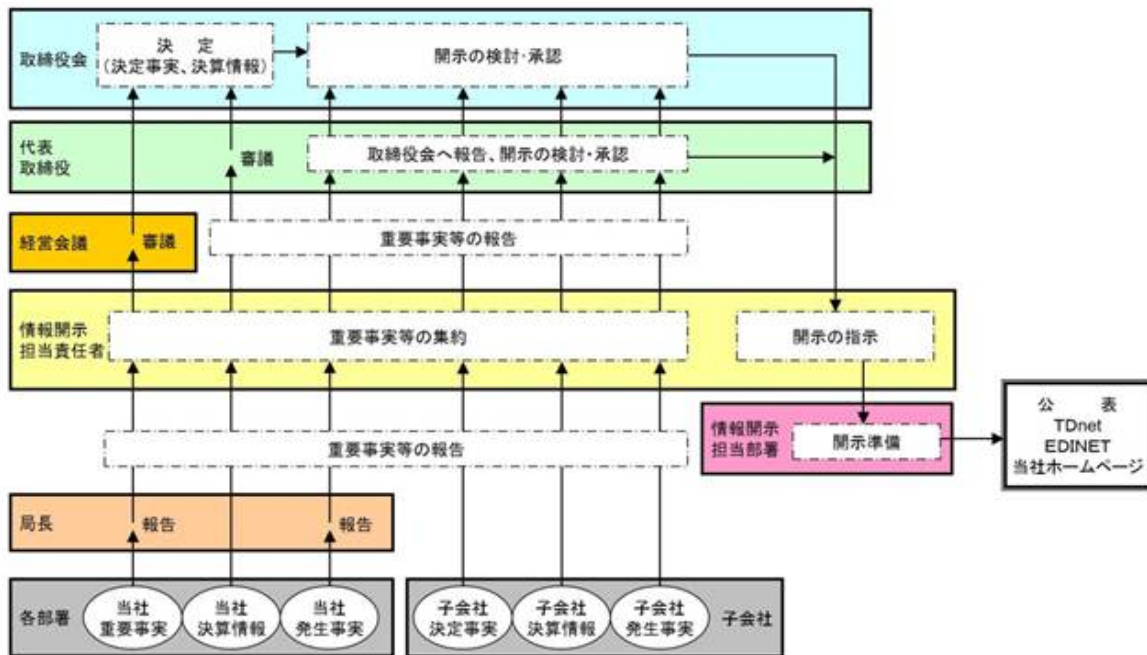 取締役会
決 定
(決定事実、決算情報)
開示の検討・承認
代表
取締役
審議
取締役会へ報告、開示の検討・承認
経営会議
審議
重要事実等の報告
情報開示
担当責任者
重要事実等の集約
開示の指示
情報開示
担当部署
開示準備
公 表
TDnet
EDINET
当社ホームページ
重要事実等の報告
局長
報告
報告
各部署
当社
重要事実
当社
決算情報
当社
発生事実
子会社
決定事実
子会社
決算情報
子会社
発生事実
子会社